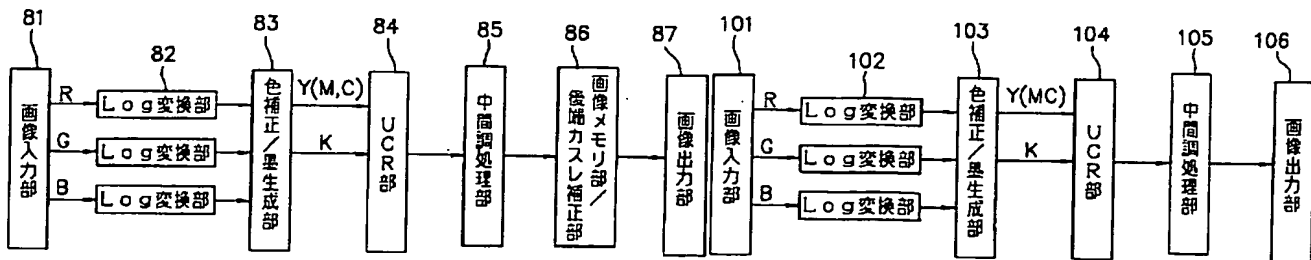 81
82
83
84
85
86
87
画像入力部
R
G
B
Log変換部
Log変換部
Log変換部
色補正/墨生成部
Y(M,C)
K
UCR部
中間調処理部
画像メモリ部/
後端カスレ補正部
画像出力部
101
102
103
104
105
106
画像入力部
R
G
B
Log変換部
Log変換部
Log変換部
色補正/墨生成部
Y(MC)
K
UCR部
中間調処理部
画像出力部